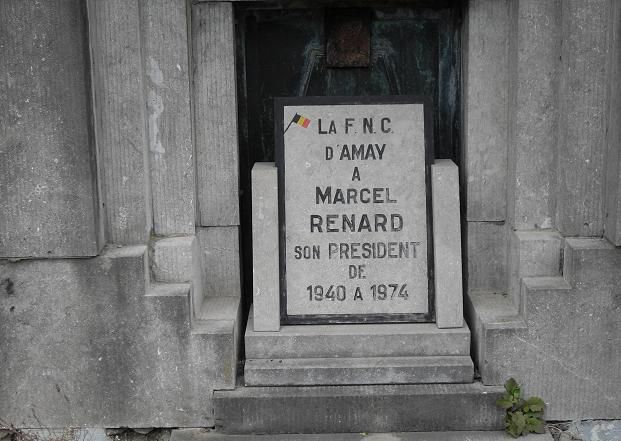 LA F. N. C.
D'AMAY
A
MARCEL
RENARD
SON PRESIDENT
DE
1940 A 1974